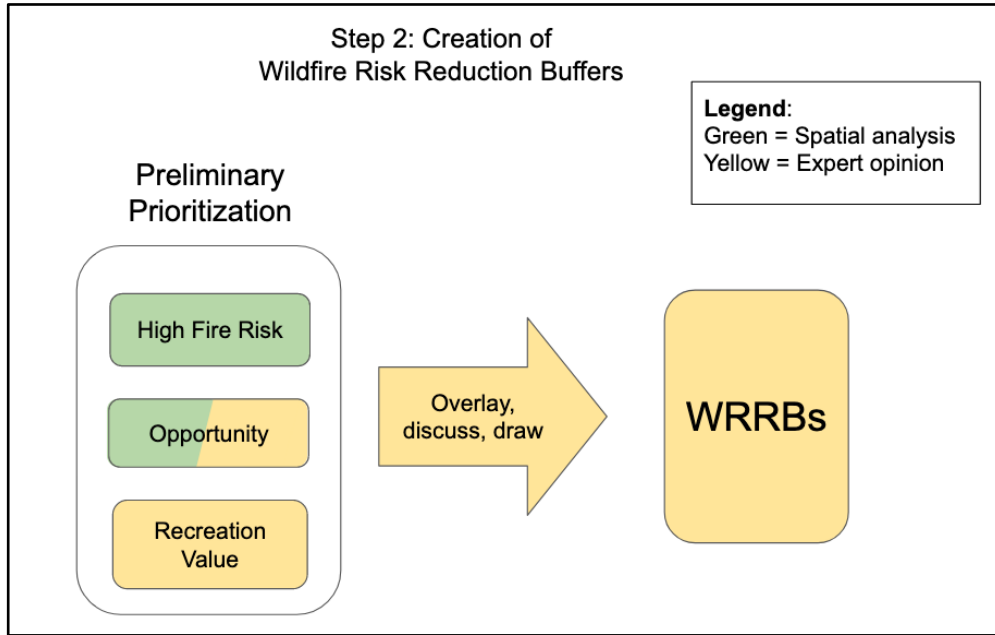 Step 2: Creation of
Wildfire Risk Reduction Buffers
Legend:
Green = Spatial analysis
Yellow = Expert opinion
Preliminary
Prioritization
High Fire Risk
Opportunity
Recreation
Value
Overlay,
discuss, draw
WRRBs